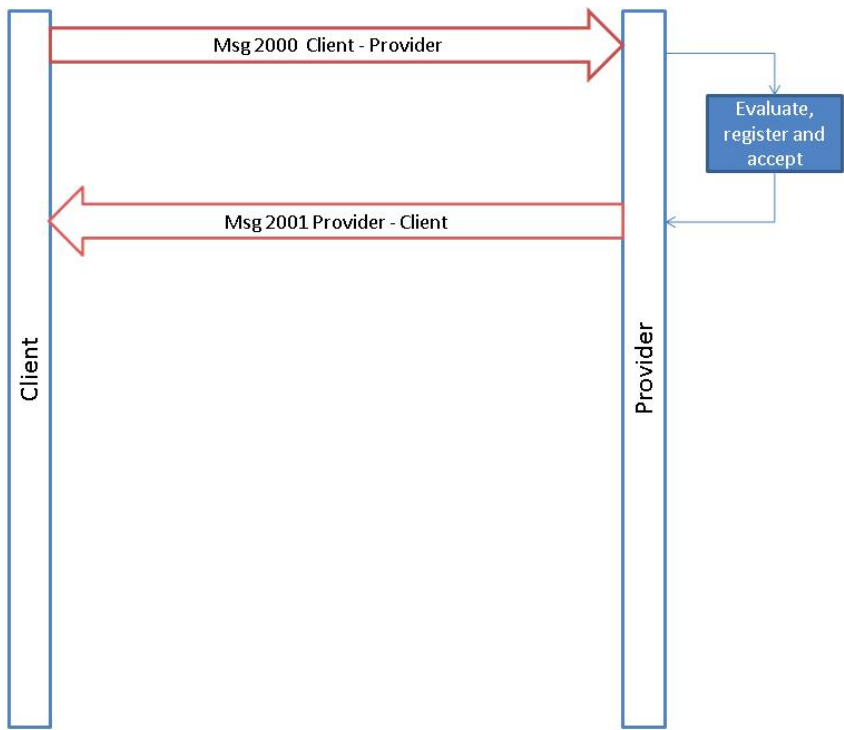 Msg 2000  Client - Provider
Evaluate,
register and
accept
Msg 2001 Provider - Client
Client
Provider